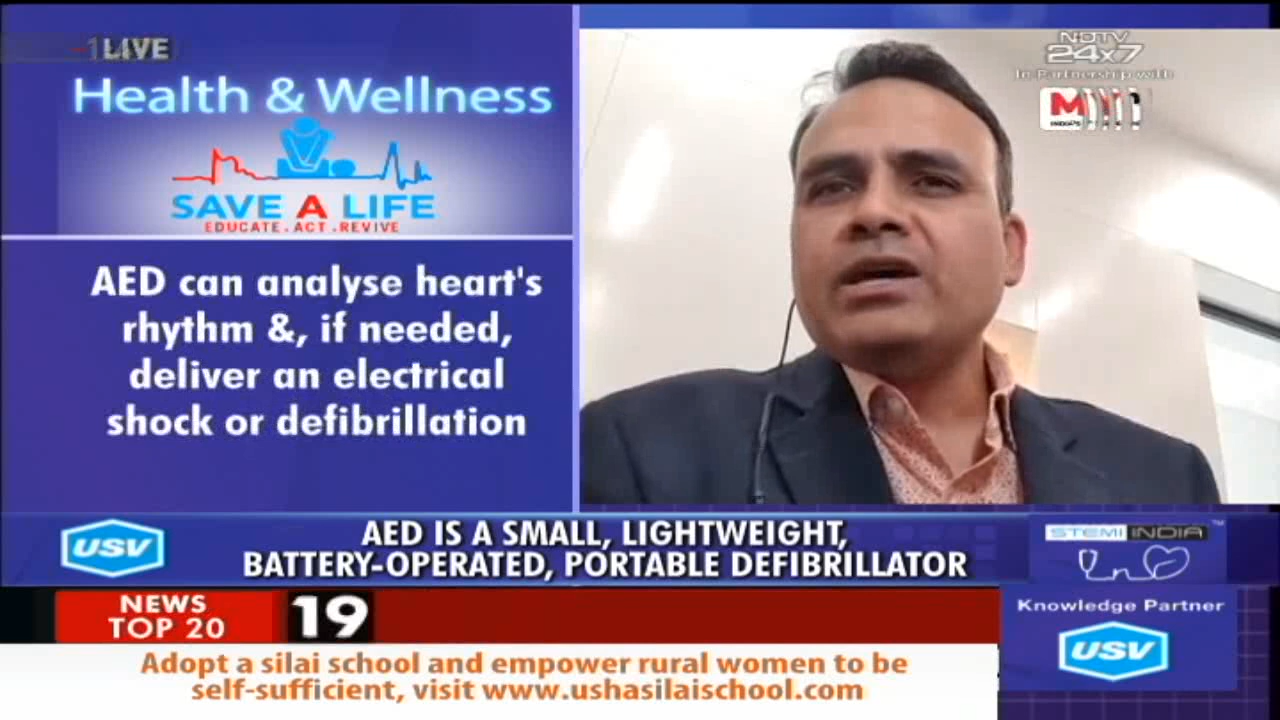 LIVE
Health & Wellness
SAVE A LIFE
EDUCATE . ACT . REVIVE
AED can analyse heart's
rhythm &, if needed,
deliver an electrical
shock or defibrillation
NDTV
24x7
In Partnership with
USV
AED IS A SMALL, LIGHTWEIGHT,
BATTERY-OPERATED, PORTABLE DEFIBRILLATOR
STEMI INDIA
TM
Knowledge Partner
USV
NEWS
TOP 20
19
Adopt a silai school and empower rural women to be
self-sufficient, visit www.ushasilaischool.com